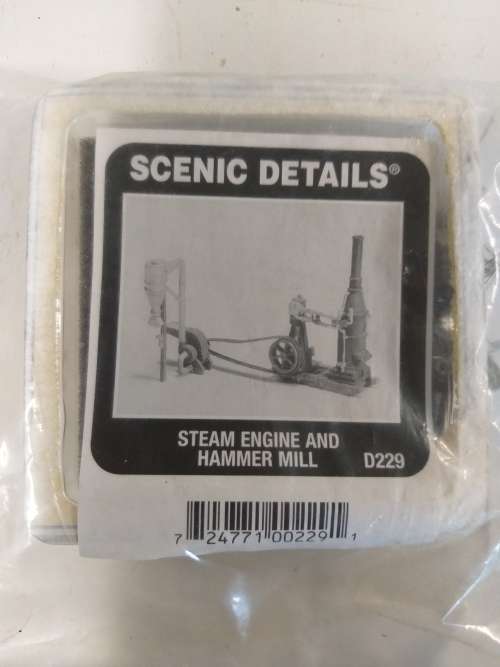 SCENIC DETAILS®
STEAM ENGINE AND
HAMMER MILL D229
7 24771 00229 1